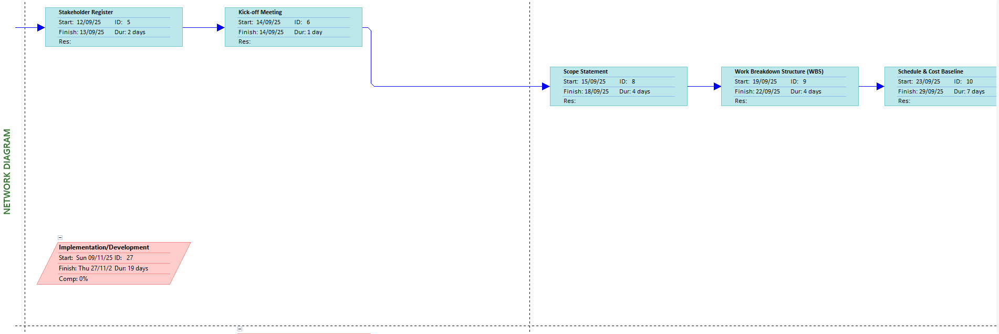 NETWORK DIAGRAM
Stakeholder Register
Start: 12/09/25 ID: 5
Finish: 13/09/25 Dur: 2 days
Res:
Kick-off Meeting
Start: 14/09/25 ID: 6
Finish: 14/09/25 Dur: 1 day
Res:
Scope Statement
Start: 15/09/25 ID: 8
Finish: 18/09/25 Dur: 4 days
Res:
Work Breakdown Structure (WBS)
Start: 19/09/25 ID: 9
Finish: 22/09/25 Dur: 4 days
Res:
Schedule & Cost Baseline
Start: 23/09/25 ID: 10
Finish: 29/09/25 Dur: 7 days
Res:
Implementation/Development
Start: Sun 09/11/25 ID: 27
Finish: Thu 27/11/2 Dur: 19 days
Comp: 0%